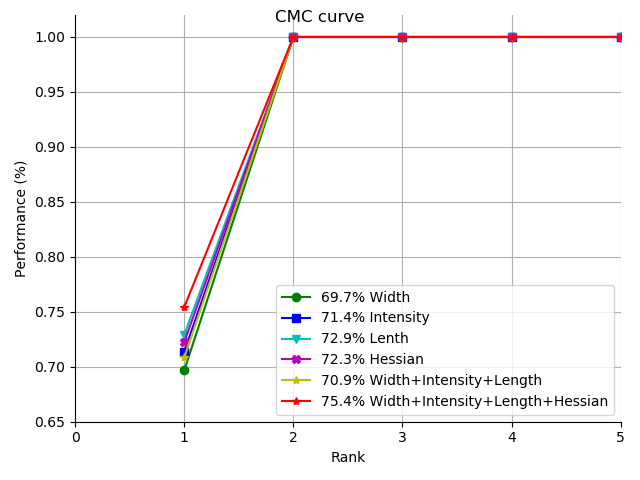 CMC curve
1.00
0.95
0.90
0.85
0.80
0.75
0.70
0.65
Performance (%)
69.7% Width
71.4% Intensity
72.9% Lenth
72.3% Hessian
70.9% Width+Intensity+Length
75.4% Width+Intensity+Length+Hessian
0 1 2 3 4 5
Rank